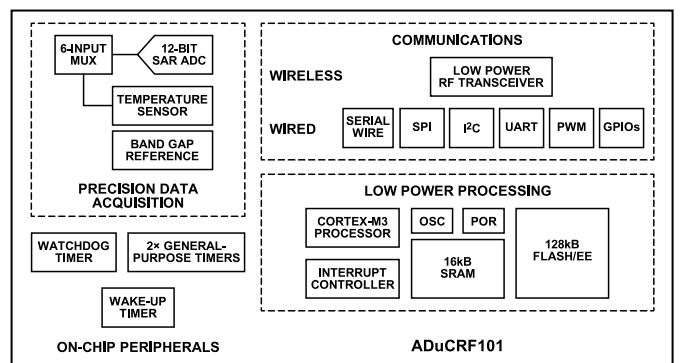 6-INPUT
MUX
12-BIT
SAR ADC
TEMPERATURE
SENSOR
BAND GAP
REFERENCE
PRECISION DATA
ACQUISITION
WATCHDOG
TIMER
2× GENERAL-
PURPOSE TIMERS
WAKE-UP
TIMER
ON-CHIP PERIPHERALS
COMMUNICATIONS
WIRELESS
LOW POWER
RF TRANSCEIVER
WIRED
SERIAL
WIRE
SPI
I²C
UART
PWM
GPIOs
LOW POWER PROCESSING
CORTEX-M3
PROCESSOR
OSC
POR
128kB
FLASH/EE
INTERRUPT
CONTROLLER
16kB
SRAM
ADuCRF101